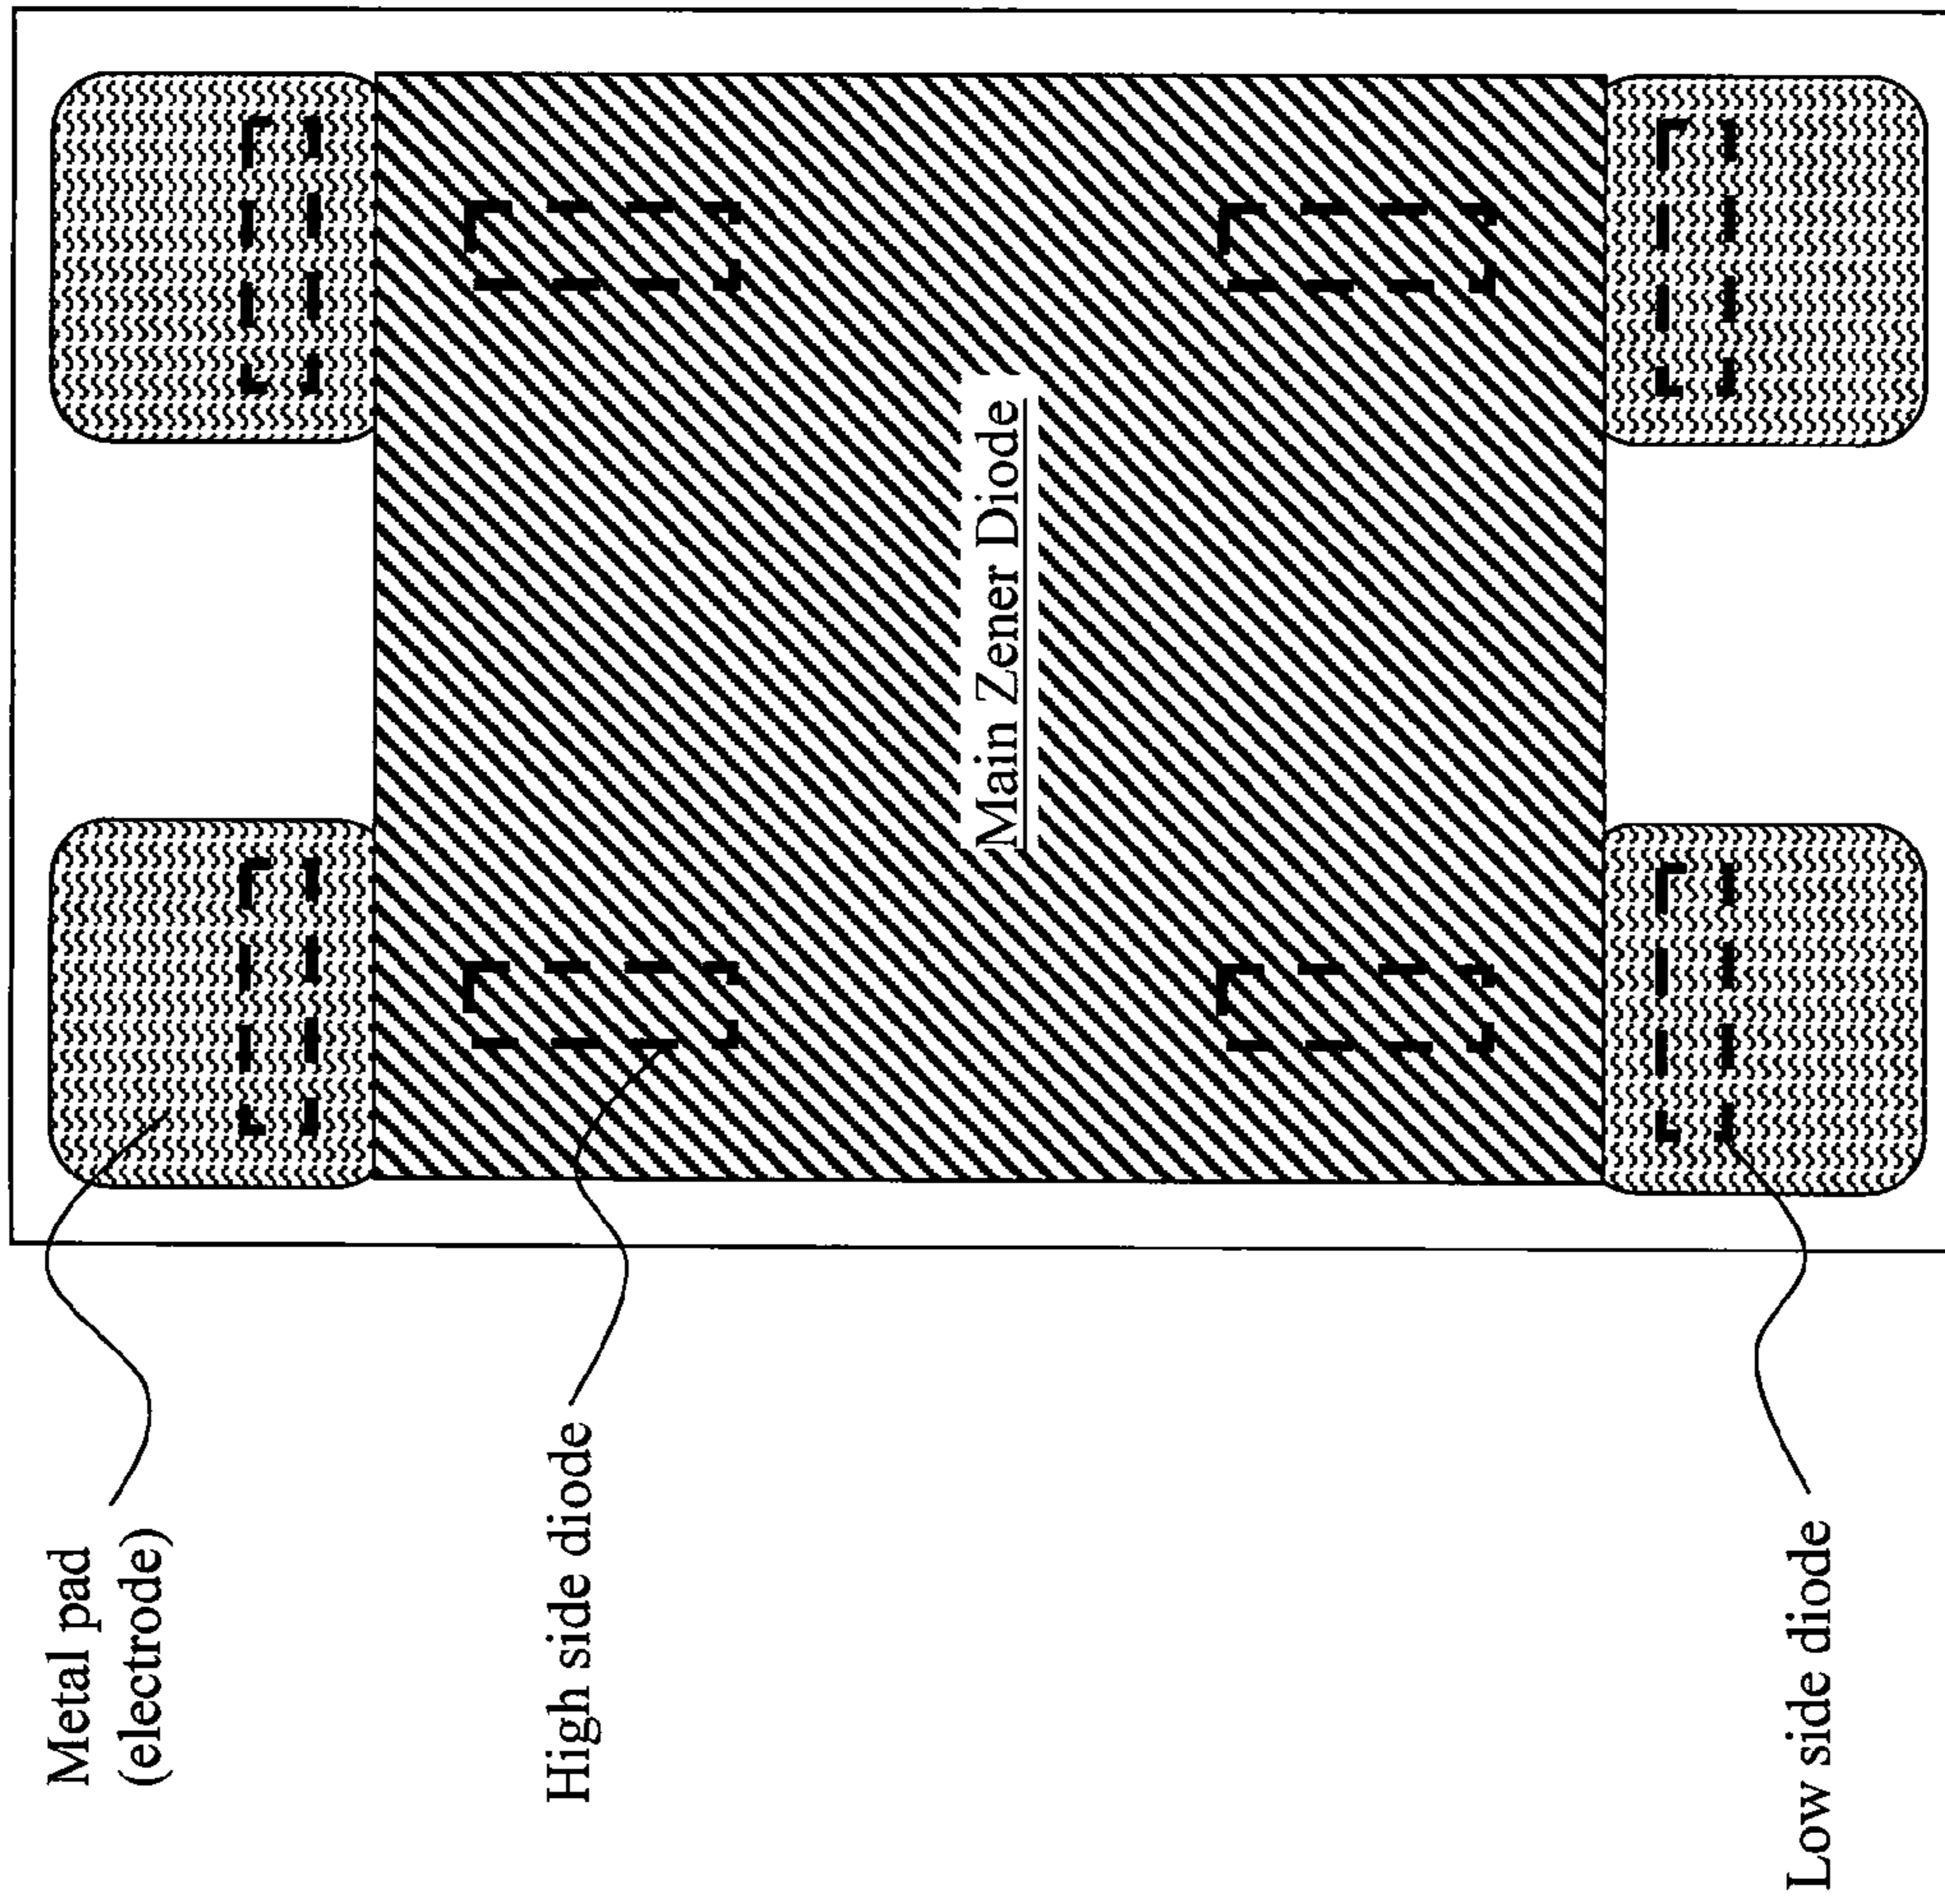 Metal pad
(electrode)
High side diode
Main Zener Diode
Low side diode